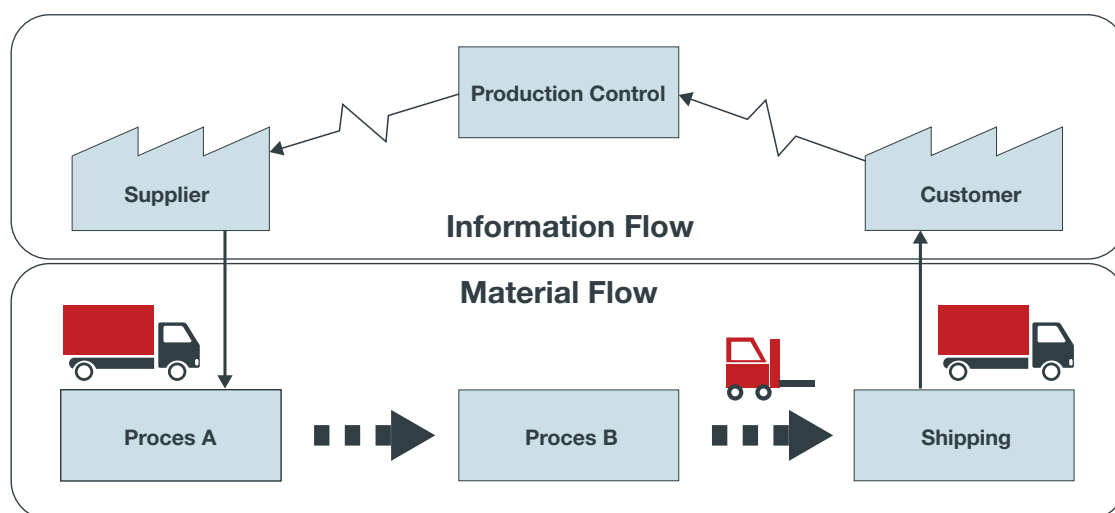 Production Control
Supplier
Customer
Information Flow
Material Flow
Proces A
Proces B
Shipping